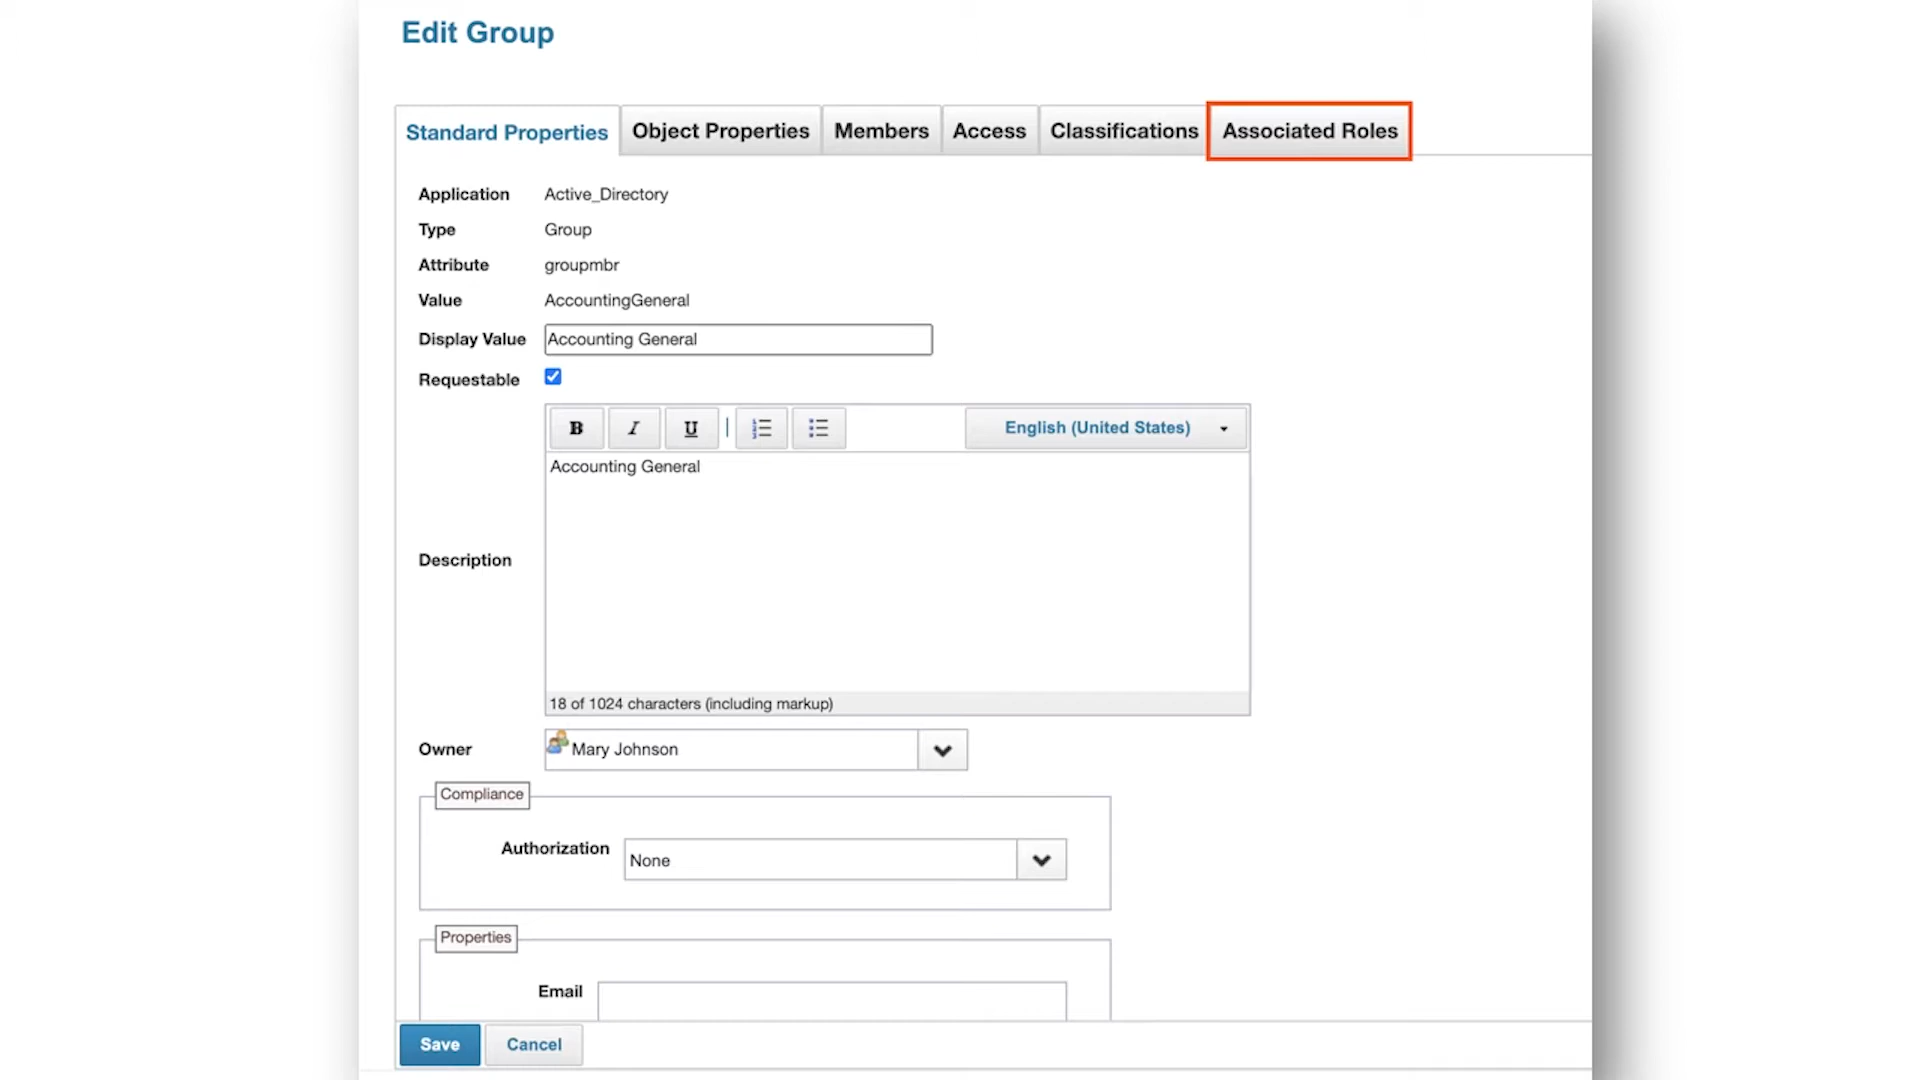 Edit Group
Standard Properties Object Properties Members Access Classifications Associated Roles
Application Active_Directory
Type Group
Attribute groupmbr
Value AccountingGeneral
Display Value Accounting General
Requestable
B I U English (United States)
Accounting General
Description
18 of 1024 characters (including markup)
Owner Mary Johnson
Compliance
Authorization None
Properties
Email
Save Cancel